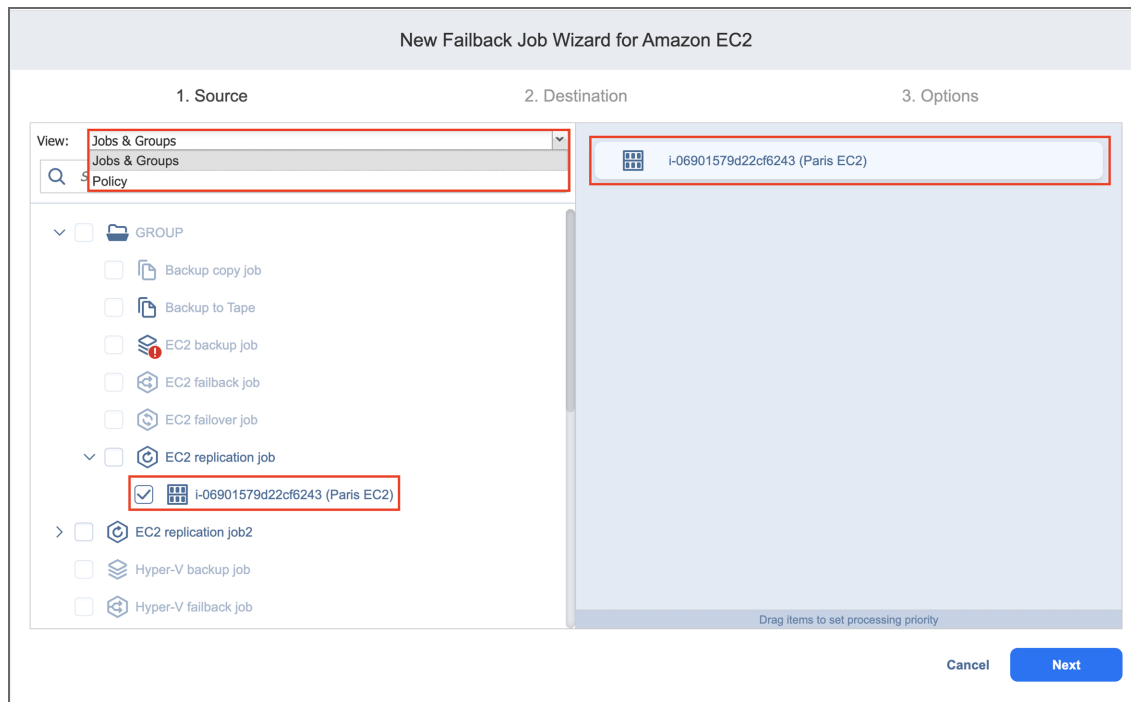 New Failback Job Wizard for Amazon EC2
1. Source
2. Destination
3. Options
View:
Jobs & Groups
Jobs & Groups
Policy
i-06901579d22cf6243 (Paris EC2)
GROUP
Backup copy job
Backup to Tape
EC2 backup job
EC2 failback job
EC2 failover job
EC2 replication job
i-06901579d22cf6243 (Paris EC2)
EC2 replication job2
Hyper-V backup job
Hyper-V failback job
Drag items to set processing priority
Cancel
Next